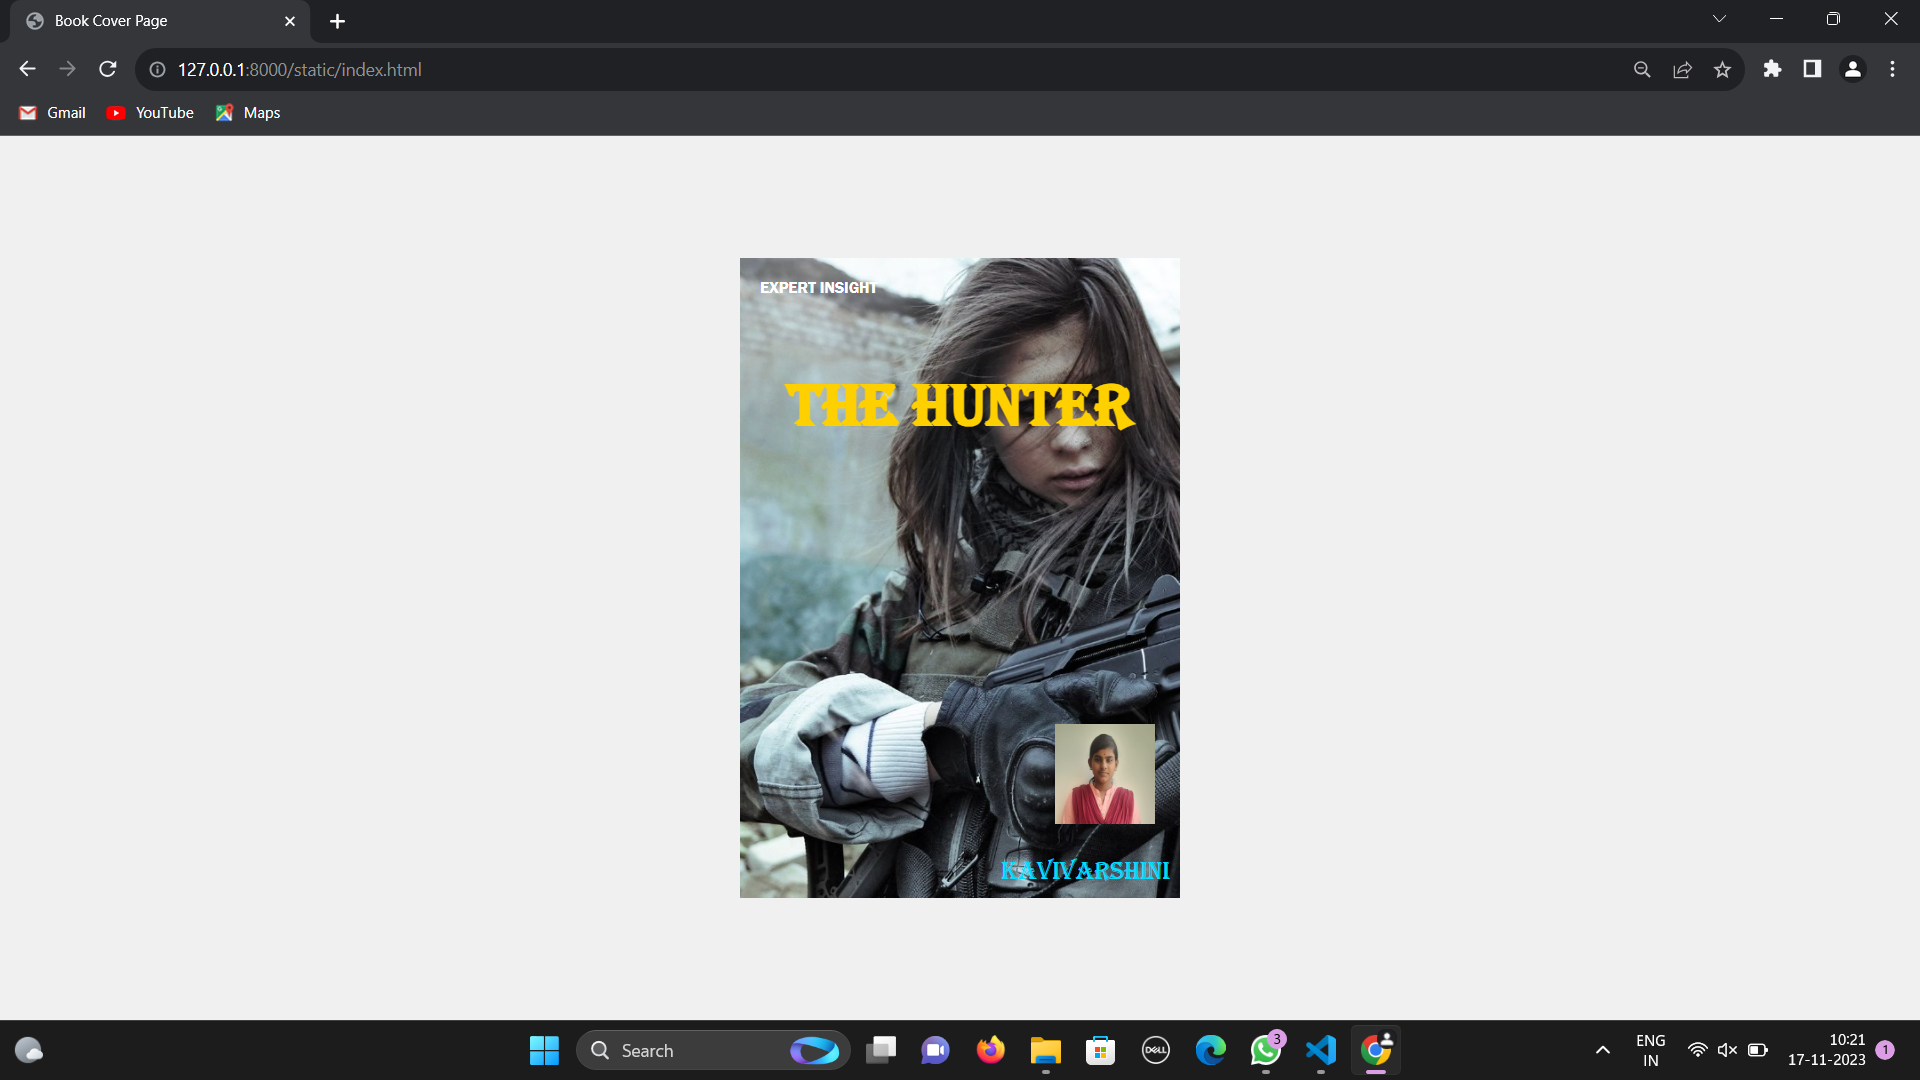 Book Cover Page
127.0.0.1:8000/static/index.html
Gmail YouTube Maps
EXPERT INSIGHT
THE HUNTER
KAVIVARSHINI
Search
DELL
3
ENG
IN
10:21
17-11-2023
1